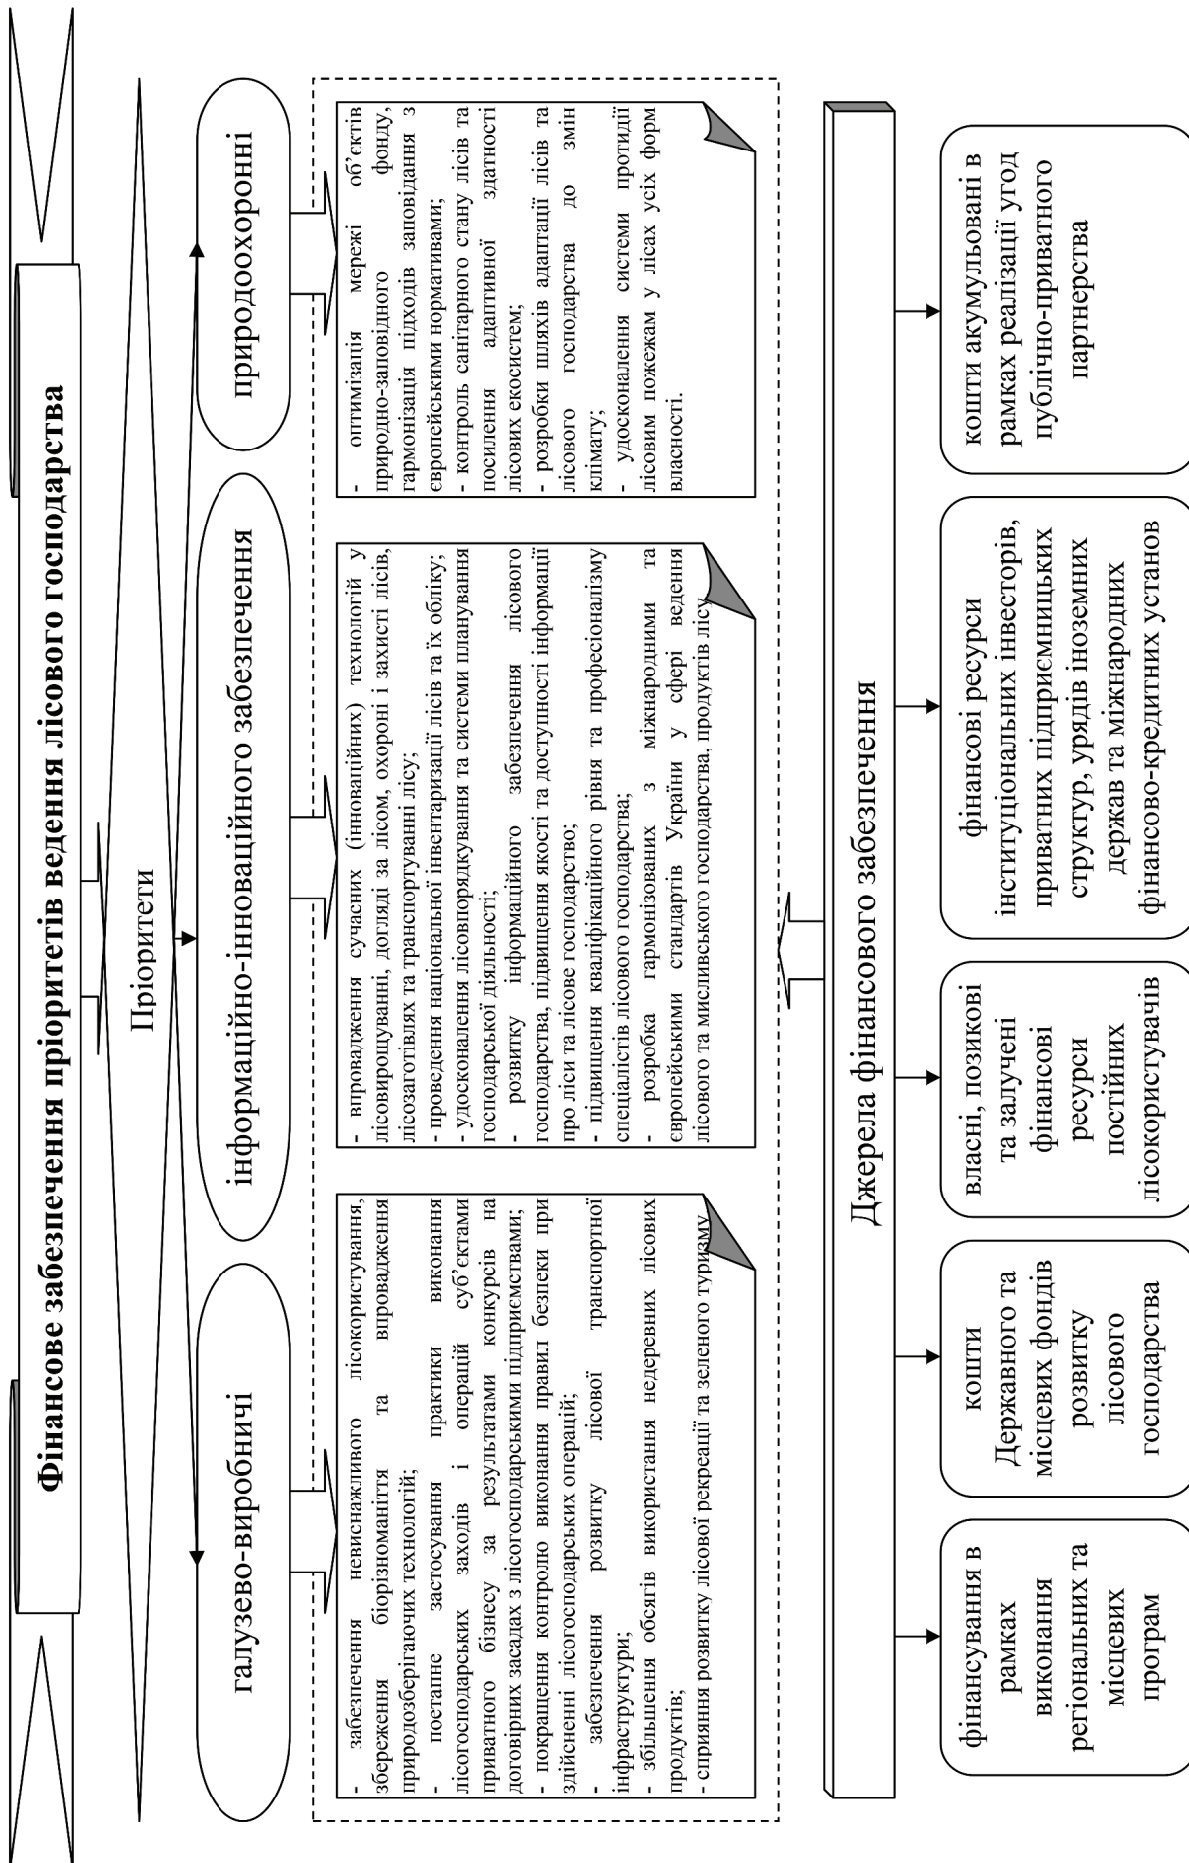 Фінансове забезпечення пріоритетів ведення лісового господарства
Пріоритети
галузево-виробничі
інформаційно-інноваційного забезпечення
природоохоронні
- забезпечення невиснажливого лісокористування,
збереження біорізноманіття та впровадження
природозберігаючих технологій;
- постапне застосування практики виконання
лісогосподарських заходів і операцій суб’єктами
приватного бізнесу за результатами конкурсів на
договірних засадах з лісогосподарськими підприємствами;
- покращення контролю виконання правил безпеки при
здійсненні лісогосподарських операцій;
- забезпечення розвитку лісової транспортної
інфраструктури;
- збільшення обсягів використання недеревних лісових
продуктів;
- сприяння розвитку лісової рекреації та зеленого туризму
- впровадження сучасних (інноваційних) технологій у
лісовирощуванні, догляді за лісом, охороні і захисті лісів,
лісозаготівлях та транспортуванні лісу;
- проведення національної інвентаризації лісів та їх обліку;
- удосконалення лісовпорядкування та системи планування
господарської діяльності;
- розвитку інформаційного забезпечення лісового
господарства, підвищення якості та доступності інформації
про ліси та лісове господарство;
- підвищення кваліфікаційного рівня та професіоналізму
спеціалістів лісового господарства;
- розробка гармонізованих з міжнародними та
європейським стандартів України у сфері ведення
лісового та мисливського господарства, продуктів лісу
- оптимізація мережі об’єктів
природно-заповідного фонду,
гармонізація підходів заповідання з
європейськими нормативами;
- контроль санітарного стану лісів та
посилення адаптивної здатності
лісових екосистем;
- розробки шляхів адаптації лісів та
лісового господарства до змін
клімату;
- удосконалення системи протидії
лісовим пожежам у лісах усіх форм
власності.
Джерела фінансового забезпечення
фінансування в
рамках
виконання
регіональних та
місцевих
програм
кошти
Державного та
місцевих фондів
розвитку
лісового
господарства
власні, позикові
та залучені
фінансові
ресурси
постійних
лісокористувачів
фінансові ресурси
інституціональних інвесторів,
приватних підприємницьких
структур, урядів іноземних
держав та міжнародних
фінансово-кредитних установ
кошти акумульовані в
рамках реалізації угод
публічно-приватного
партнерства